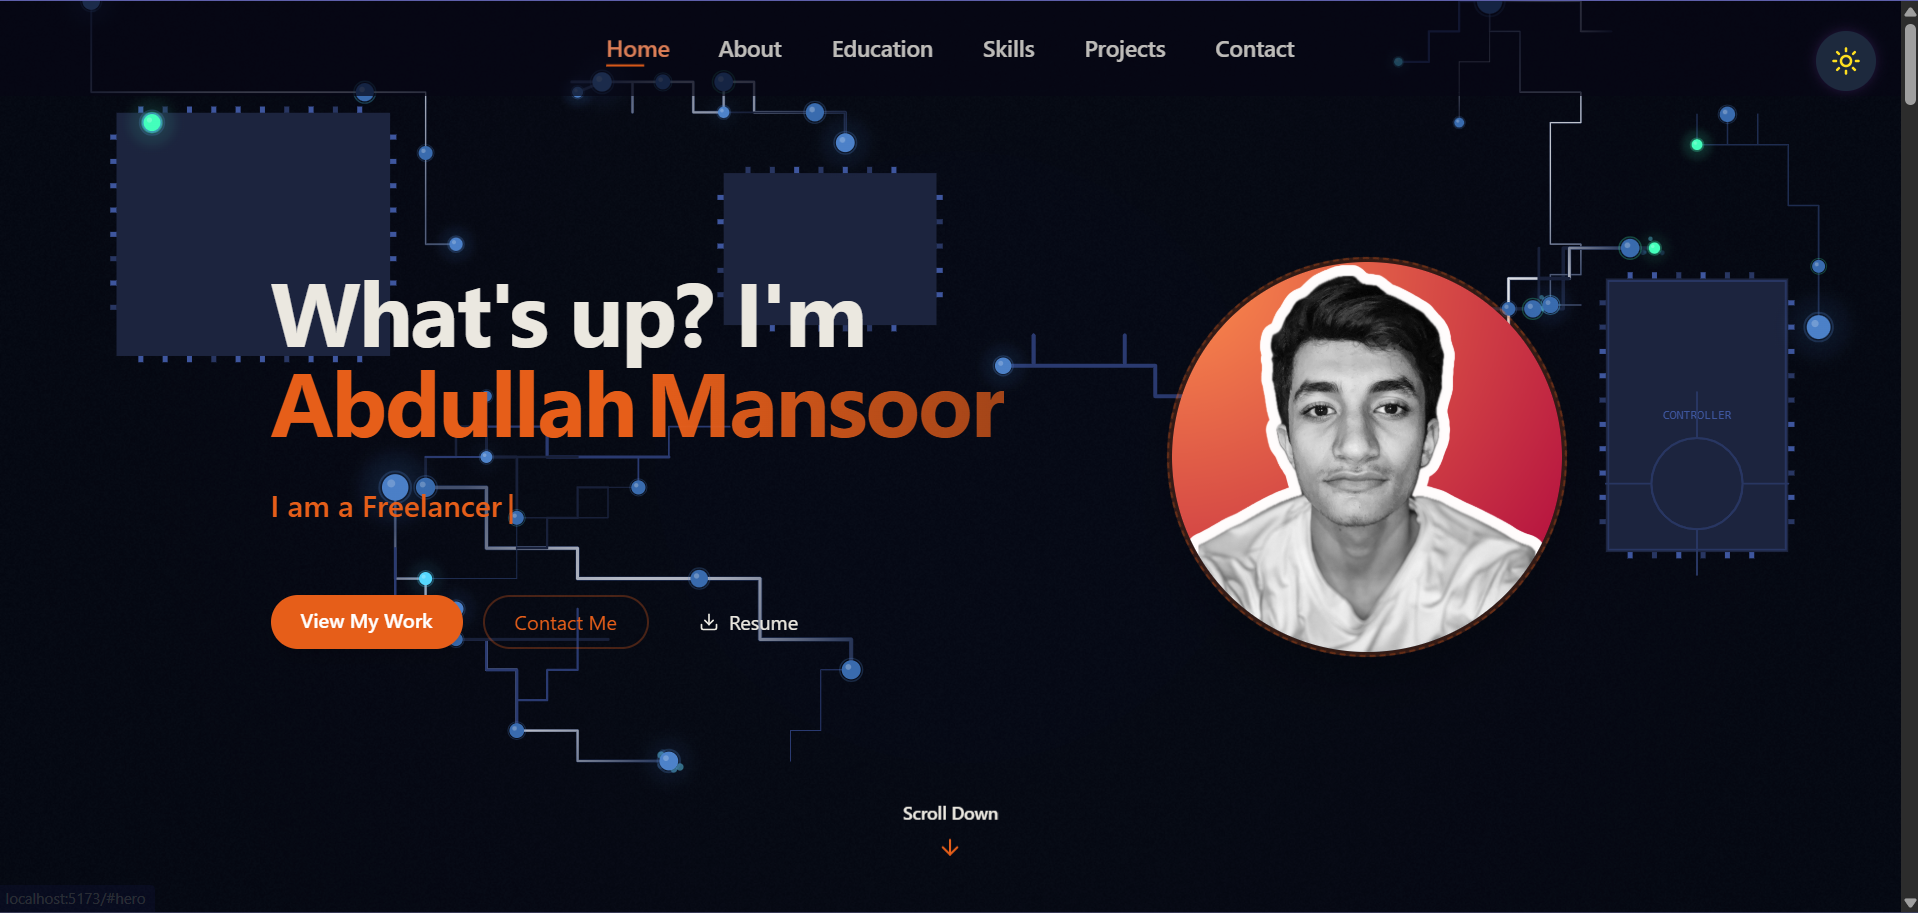 Home About Education Skills Projects Contact
What's up? I'm
Abdullah Mansoor
CONTROLLER
I am a Freelancer|
View My Work Contact Me Resume
Scroll Down
localhost:5173/#hero